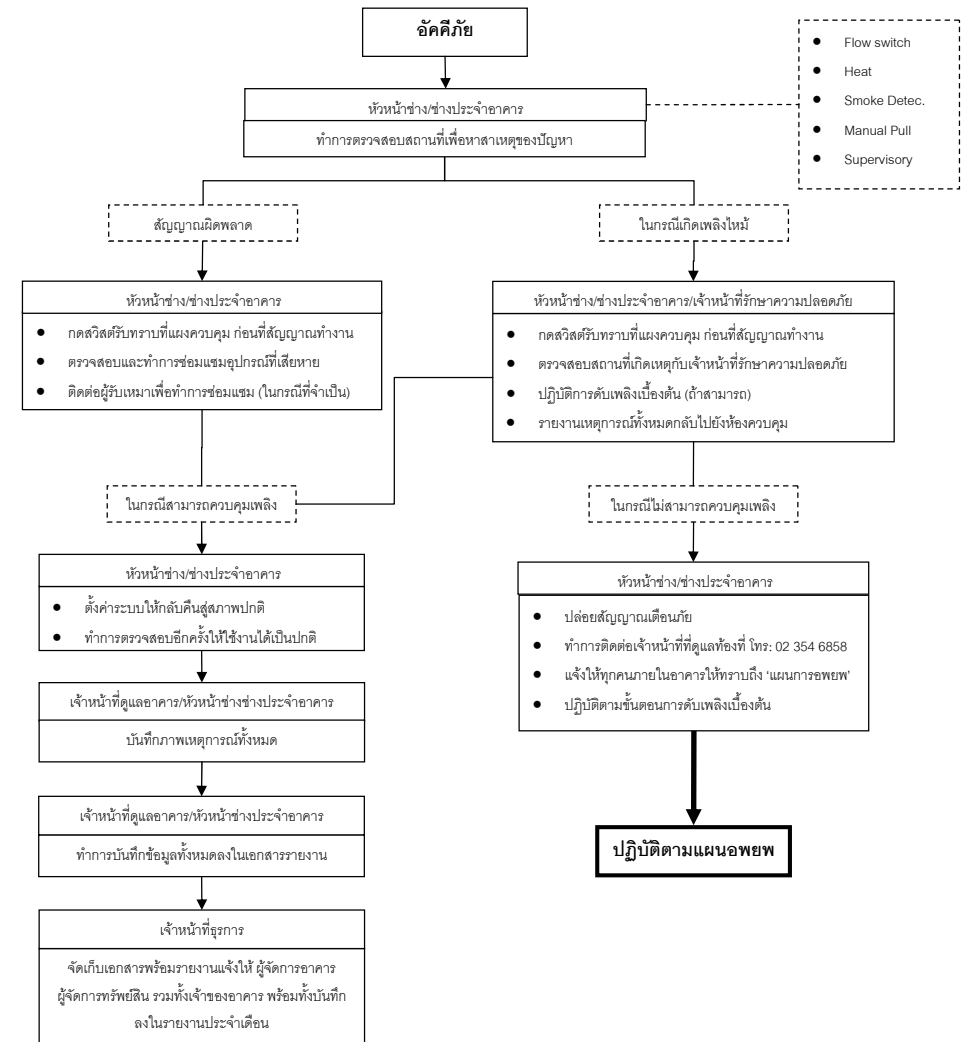 อัคคีภัย
● Flow switch
● Heat
● Smoke Detec.
● Manual Pull
● Supervisory
หัวหน้าช่าง/ช่างประจำอาคาร
ทำการตรวจสอบสถานที่เพื่อหาสาเหตุของปัญหา
สัญญาณผิดพลาด
ในกรณีเกิดเพลิงไหม้
หัวหน้าช่าง/ช่างประจำอาคาร
● กดสวิสต์รับทราบที่แผงควบคุม ก่อนที่สัญญาณทำงาน
● ตรวจสอบและทำการซ่อมแซมอุปกรณ์ที่เสียหาย
● ติดต่อผู้รับเหมาเพื่อทำการซ่อมแซม (ในกรณีที่จำเป็น)
หัวหน้าช่าง/ช่างประจำอาคาร/เจ้าหน้าที่รักษาความปลอดภัย
● กดสวิสต์รับทราบที่แผงควบคุม ก่อนที่สัญญาณทำงาน
● ตรวจสอบสถานที่เกิดเหตุกับเจ้าหน้าที่รักษาความปลอดภัย
● ปฏิบัติการดับเพลิงเบื้องต้น (ถ้าสามารถ)
● รายงานเหตุการณ์ทั้งหมดกลับไปยังห้องควบคุม
ในกรณีสามารถควบคุมเพลิง
ในกรณีไม่สามารถควบคุมเพลิง
หัวหน้าช่าง/ช่างประจำอาคาร
● ตั้งค่าระบบให้กลับคืนสู่สภาพปกติ
● ทำการตรวจสอบอีกครั้งให้ใช้งานได้เป็นปกติ
หัวหน้าช่าง/ช่างประจำอาคาร
● ปล่อยสัญญาณเตือนภัย
● ทำการติดต่อเจ้าหน้าที่ที่ดูแลท้องที่ โทร: 02 354 6858
● แจ้งให้ทุกคนภายในอาคารให้ทราบถึง ‘แผนการอพยพ’
● ปฏิบัติตามขั้นตอนการดับเพลิงเบื้องต้น
เจ้าหน้าที่ดูแลอาคาร/หัวหน้าช่างช่างประจำอาคาร
บันทึกภาพเหตุการณ์ทั้งหมด
เจ้าหน้าที่ดูแลอาคาร/หัวหน้าช่างประจำอาคาร
ทำการบันทึกข้อมูลทั้งหมดลงในเอกสารรายงาน
ปฏิบัติตามแผนอพยพ
เจ้าหน้าที่ธุรการ
จัดเก็บเอกสารพร้อมรายงานแจ้งให้ ผู้จัดการอาคาร
ผู้จัดการทรัพย์สิน รวมทั้งเจ้าของอาคาร พร้อมทั้งบันทึก
ลงในรายงานประจำเดือน